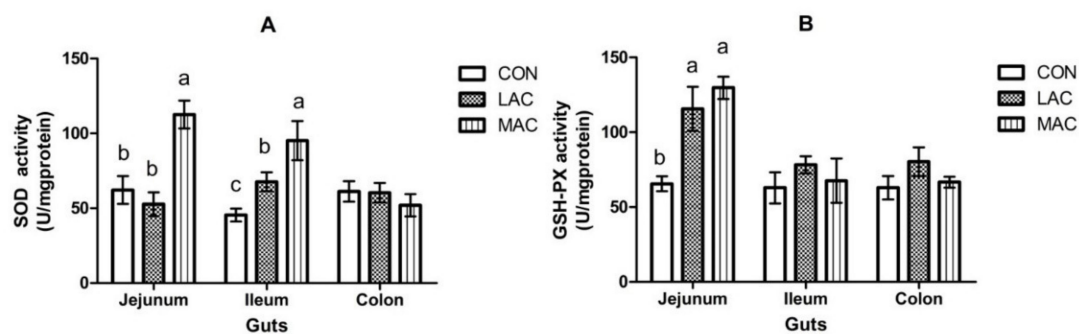 A
SOD activity
(U/mgprotein)
150
100
50
0
b
b
a
c
b
a
Jejunum
Ileum
Colon
Guts
CON
LAC
MAC
B
GSH-PX activity
(U/mgprotein)
150
100
50
0
b
a
a
Jejunum
Ileum
Colon
Guts
CON
LAC
MAC